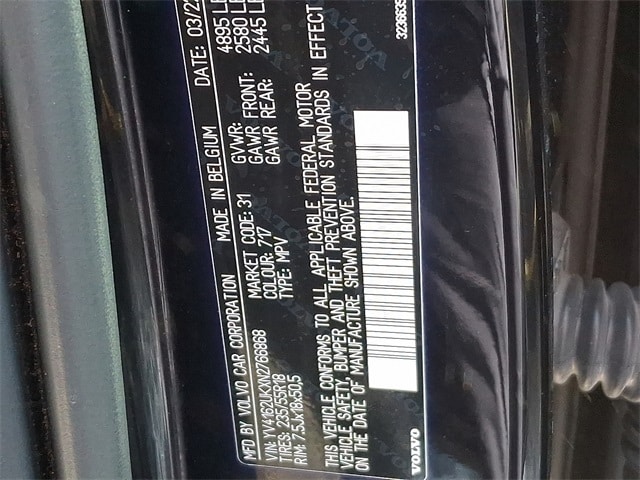 MFD BY VOLVO CAR CORPORATION MADE IN BELGIUM DATE: 03/2
VIN: YV4162UKXN2766868
TIRES: 235/55R18
RIM: 7.5Jx18x50,5
MARKET CODE: 31
COLOUR: 717
TYPE: MPV
GVWR: 4895 L
GAWR FRONT: 2580 LB
GAWR REAR: 2445 L
THIS VEHICLE CONFORMS TO ALL APPLICABLE FEDERAL MOTOR
VEHICLE SAFETY, BUMPER AND THEFT PREVENTION STANDARDS IN EFFECT
ON THE DATE OF MANUFACTURE SHOWN ABOVE.
VOLVO